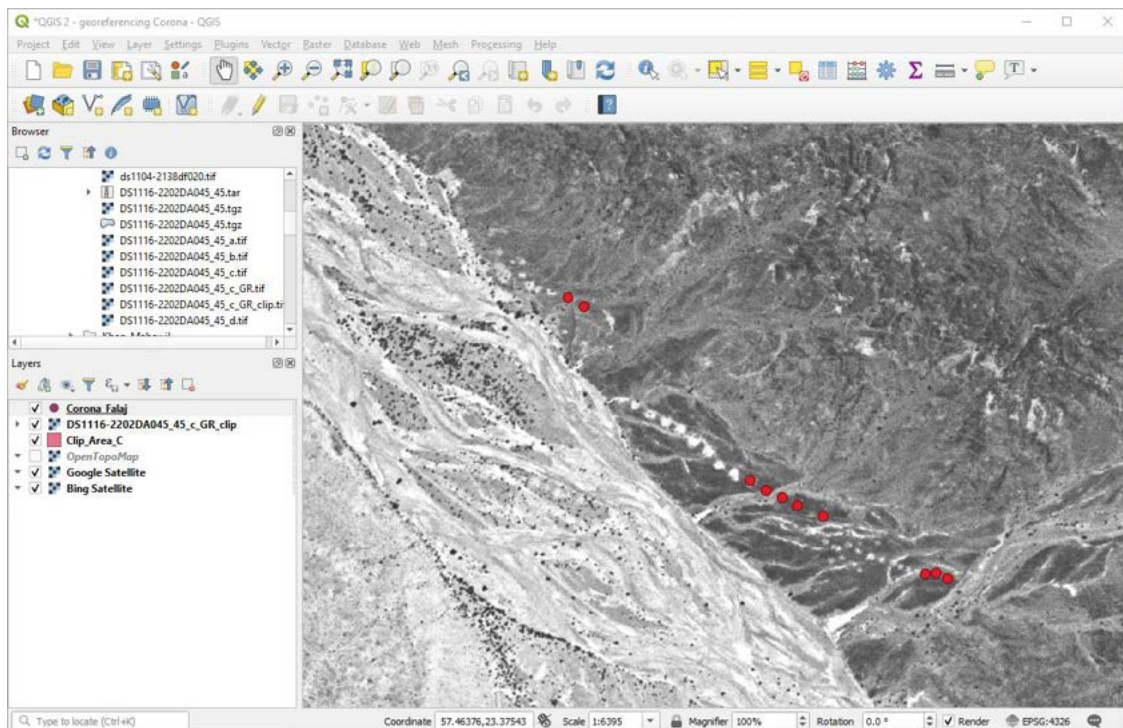 *QGIS 2 - georeferencing Corona - QGIS
Project Edit View Layer Settings Plugins Vector Raster Database Web Mesh Processing Help
Browser
ds1104-2138df020.tif
DS1116-2202DA045_45.tar
DS1116-2202DA045_45.tgz
DS1116-2202DA045_45.tgz
DS1116-2202DA045_45_a.tif
DS1116-2202DA045_45_b.tif
DS1116-2202DA045_45_c.tif
DS1116-2202DA045_45_c_GR.tif
DS1116-2202DA045_45_c_GR_clip.tif
DS1116-2202DA045_45_d.tif
Layers
Corona_Falaj
DS1116-2202DA045_45_c_GR_clip
Clip_Area_C
OpenTopoMap
Google Satellite
Bing Satellite
Type to locate (Ctrl+K) Coordinate 57.46376,23.37543 Scale 1:6395 Magnifier 100% Rotation 0.0 ° Render EPSG:4326